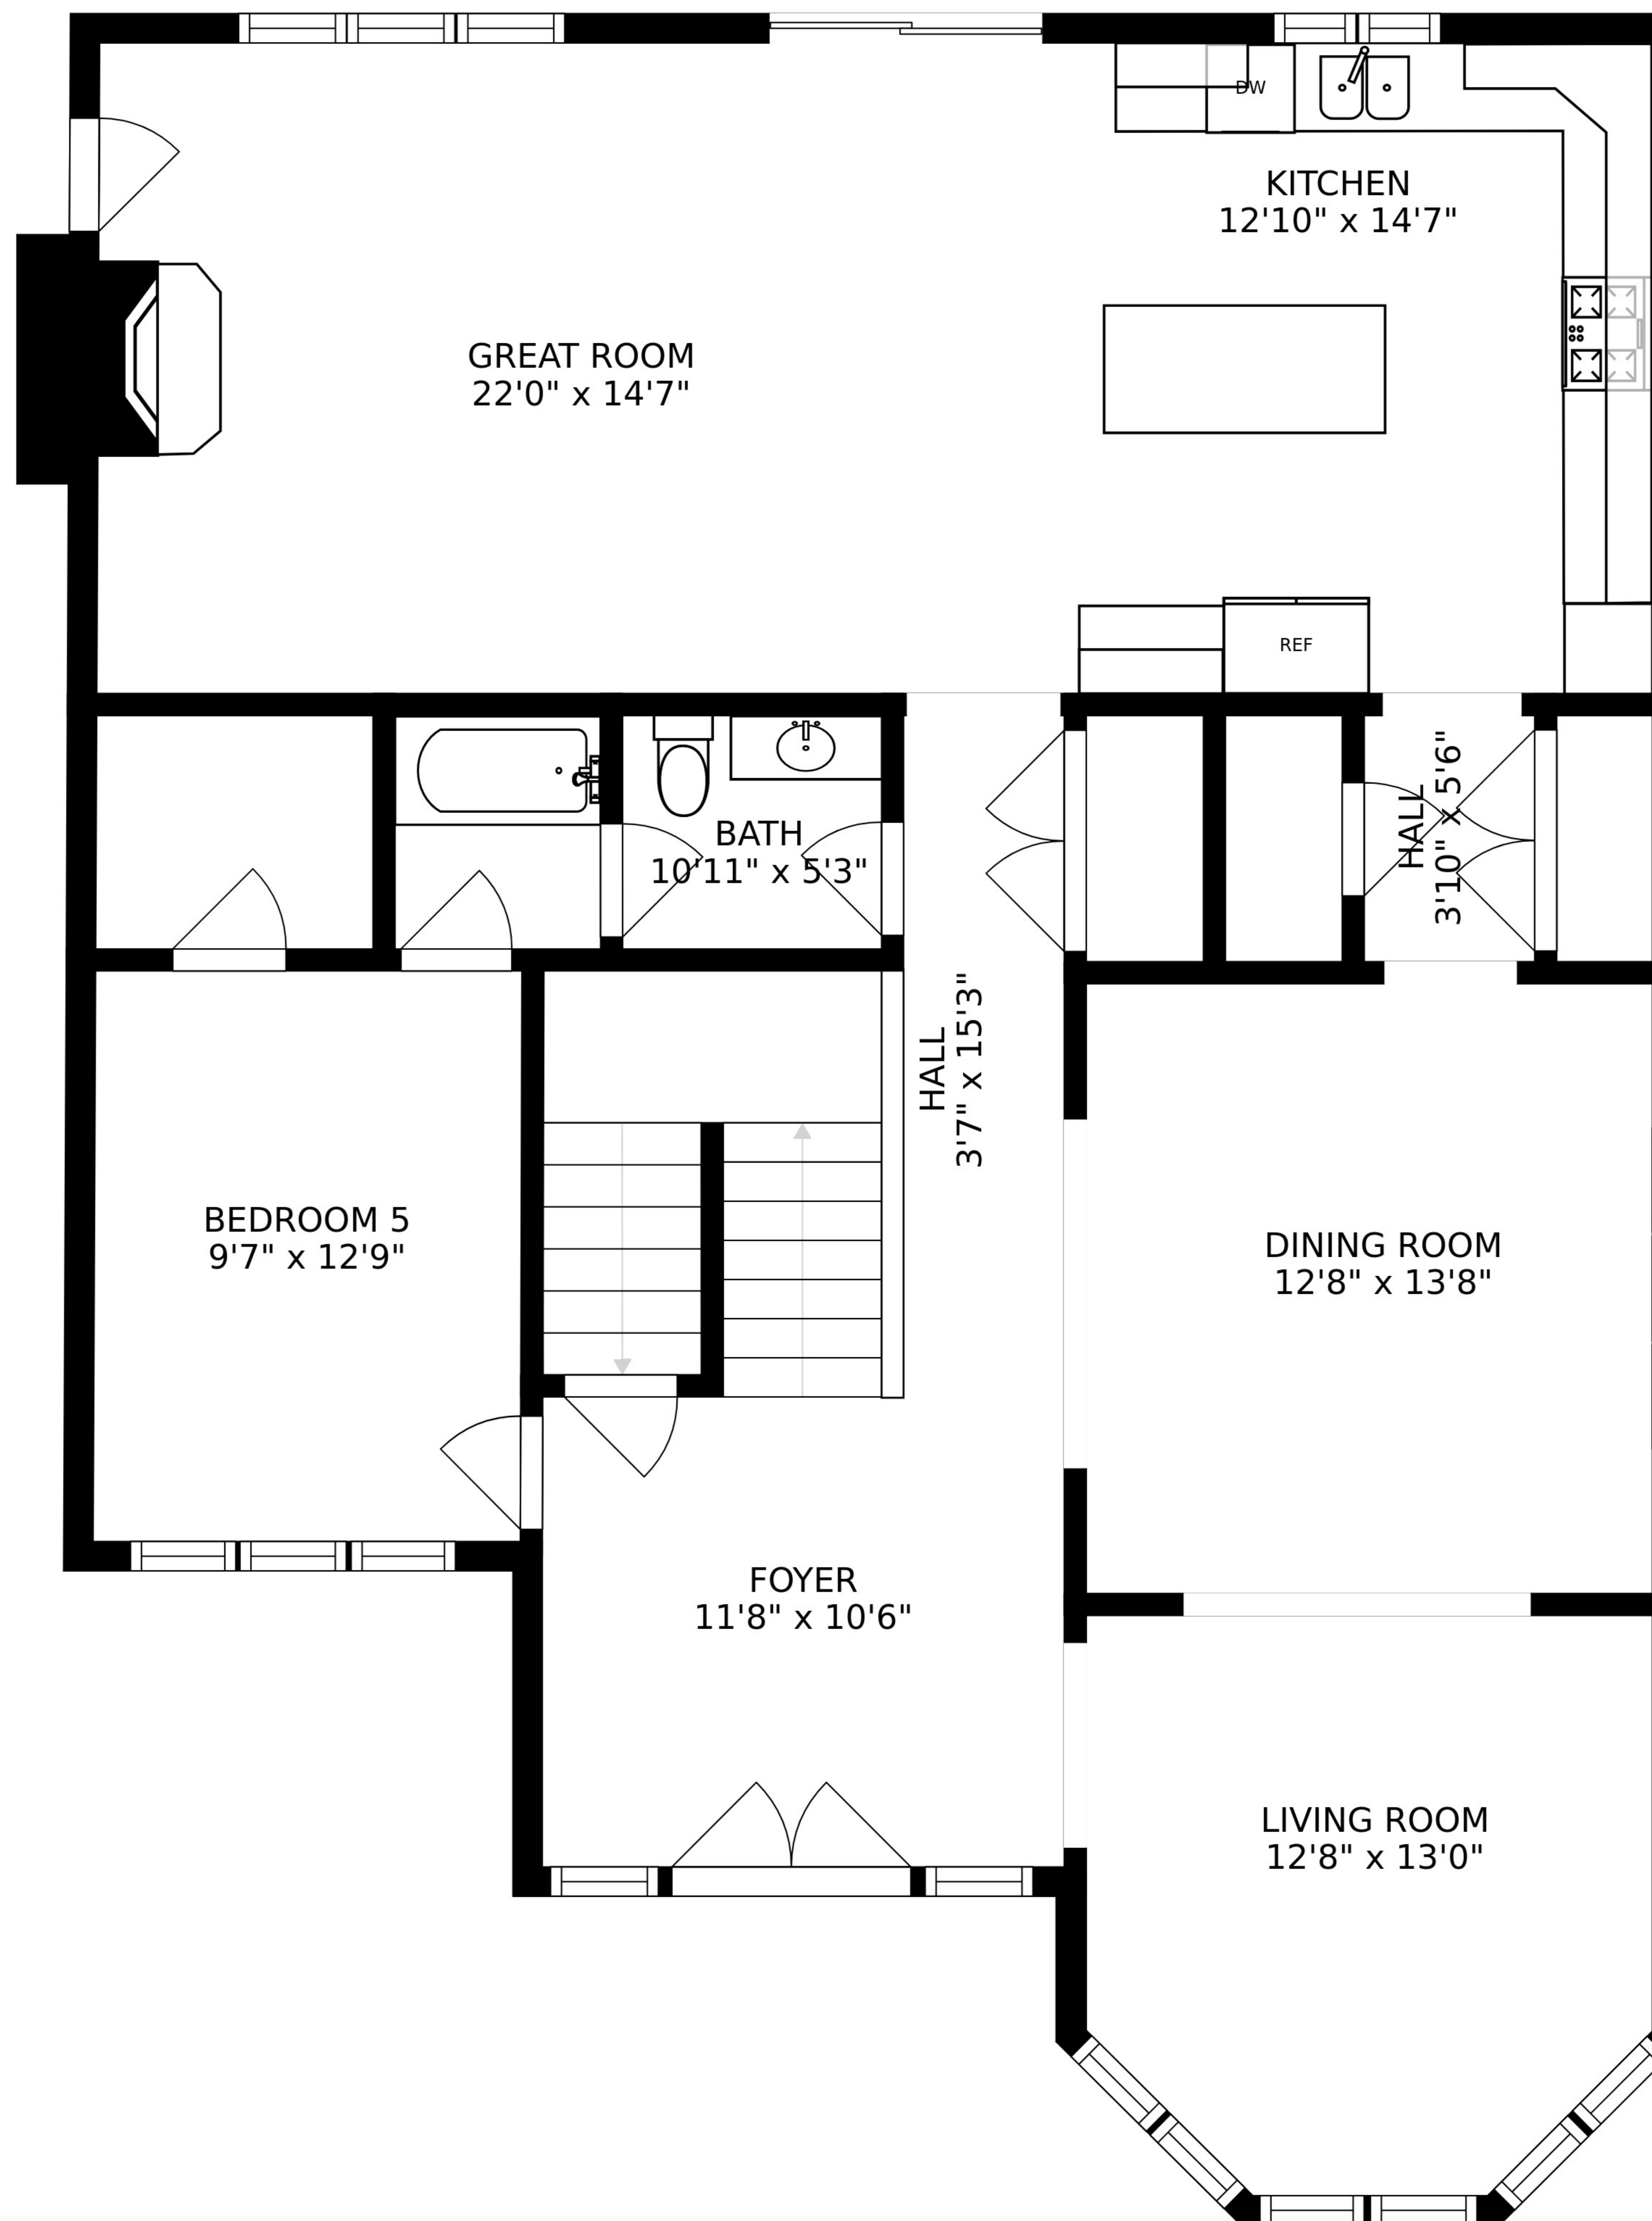 DW
KITCHEN
12'10" x 14'7"
GREAT ROOM
22'0" x 14'7"
REF
BATH
10'11" x 5'3"
HALL
3'10" x 5'6"
HALL
3'7" x 15'3"
BEDROOM 5
9'7" x 12'9"
DINING ROOM
12'8" x 13'8"
FOYER
11'8" x 10'6"
LIVING ROOM
12'8" x 13'0"